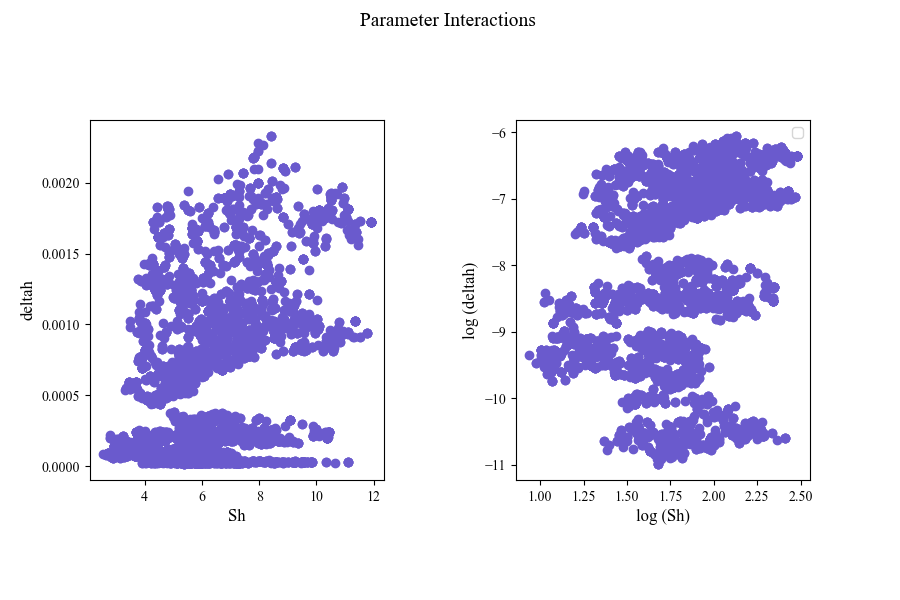 Parameter Interactions
deltah
0.0020
0.0015
0.0010
0.0005
0.0000
4 6 8 10 12
Sh
log (deltah)
−6
−7
−8
−9
−10
−11
1.00 1.25 1.50 1.75 2.00 2.25 2.50
log (Sh)